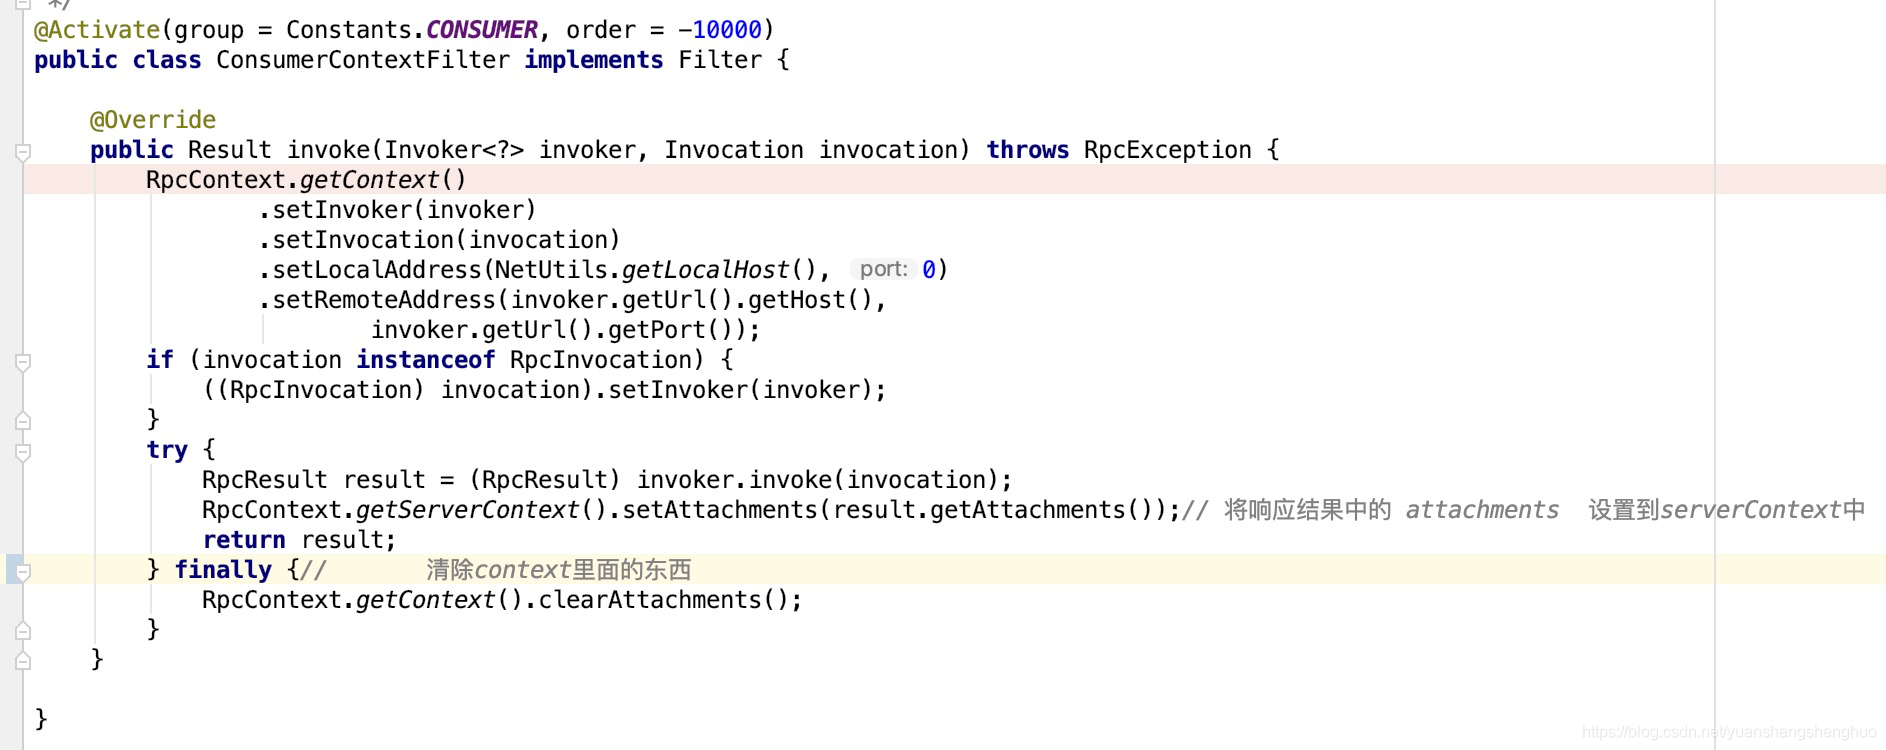 */
@Activate(group = Constants.CONSUMER, order = -10000)
public class ConsumerContextFilter implements Filter {
@Override
public Result invoke(Invoker<?> invoker, Invocation invocation) throws RpcException {
RpcContext.getContext()
.setInvoker(invoker)
.setInvocation(invocation)
.setLocalAddress(NetUtils.getLocalHost(), port: 0)
.setRemoteAddress(invoker.getUrl().getHost(),
invoker.getUrl().getPort());
if (invocation instanceof RpcInvocation) {
((RpcInvocation) invocation).setInvoker(invoker);
}
try {
RpcResult result = (RpcResult) invoker.invoke(invocation);
RpcContext.getServerContext().setAttachments(result.getAttachments());// 将响应结果中的 attachments 设置到serverContext中
return result;
} finally {// 清除context里面的东西
RpcContext.getContext().clearAttachments();
}
}
}
https://blog.csdn.net/yuanshangshenghuo